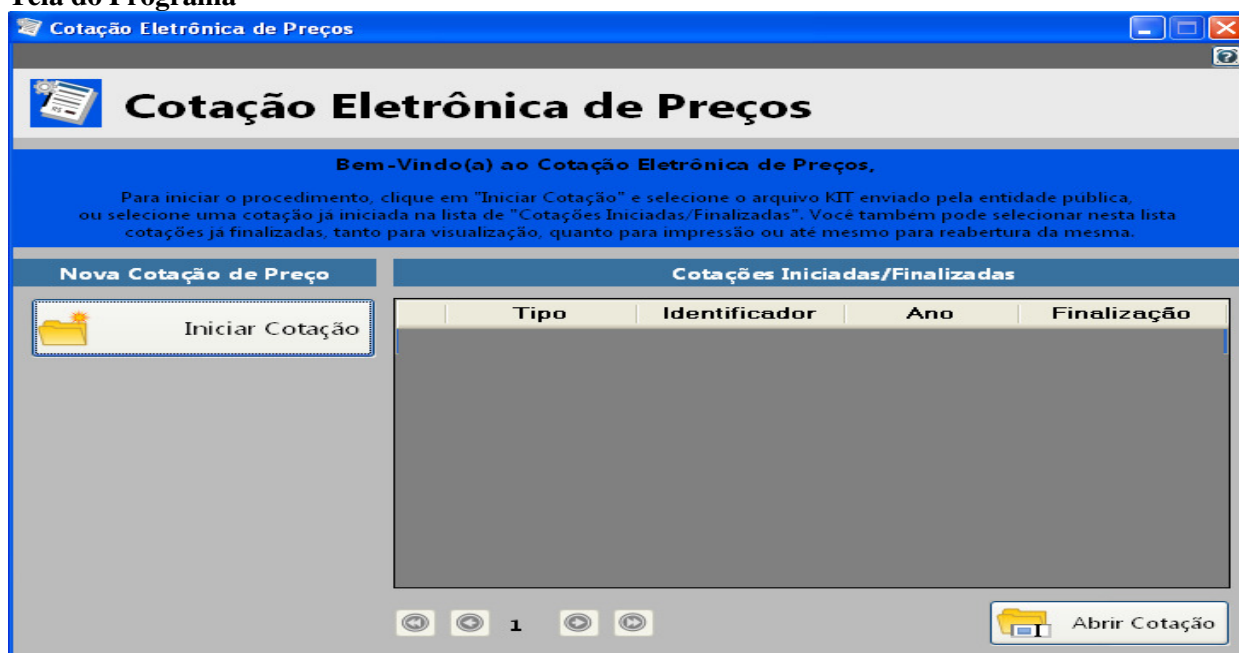 Tela do Programa
Cotação Eletrônica de Preços
Cotação Eletrônica de Preços
Bem-Vindo(a) ao Cotação Eletrônica de Preços,
Para iniciar o procedimento, clique em "Iniciar Cotação" e selecione o arquivo KIT enviado pela entidade pública,
ou selecione uma cotação já iniciada na lista de "Cotações Iniciadas/Finalizadas". Você também pode selecionar nesta lista
cotações já finalizadas, tanto para visualização, quanto para impressão ou até mesmo para reabertura da mesma.
Nova Cotação de Preço
Cotações Iniciadas/Finalizadas
Iniciar Cotação
Tipo Identificador Ano Finalização
1
Abrir Cotação